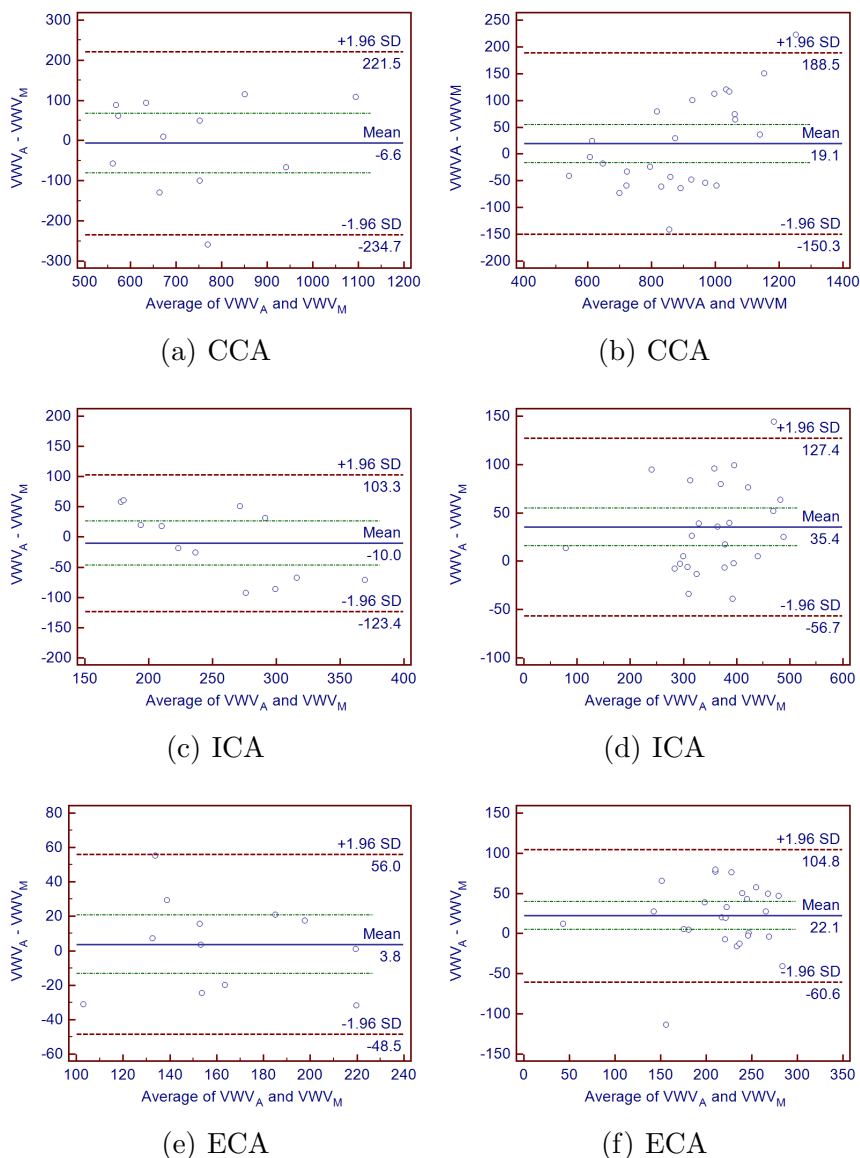 300
200
100
0
-100
-200
-300
VWV_A - VWV_M
+1.96 SD
221.5
Mean
-6.6
-1.96 SD
-234.7
500 600 700 800 900 1000 1100 1200
Average of VWV_A and VWV_M
(a) CCA
250
200
150
100
50
0
-50
-100
-150
-200
VWVA - VWVM
+1.96 SD
188.5
Mean
19.1
-1.96 SD
-150.3
400 600 800 1000 1200 1400
Average of VWVA and VWVM
(b) CCA
200
150
100
50
0
-50
-100
-150
-200
VWV_A - VWV_M
+1.96 SD
103.3
Mean
-10.0
-1.96 SD
-123.4
150 200 250 300 350 400
Average of VWV_A and VWV_M
(c) ICA
150
100
50
0
-50
-100
VWV_A - VWV_M
+1.96 SD
127.4
Mean
35.4
-1.96 SD
-56.7
0 100 200 300 400 500 600
Average of VWV_A and VWV_M
(d) ICA
80
60
40
20
0
-20
-40
-60
VWV_A - VWV_M
+1.96 SD
56.0
Mean
3.8
-1.96 SD
-48.5
100 120 140 160 180 200 220 240
Average of VWV_A and VWV_M
(e) ECA
150
100
50
0
-50
-100
-150
VWV_A - VWV_M
+1.96 SD
104.8
Mean
22.1
-1.96 SD
-60.6
0 50 100 150 200 250 300 350
Average of VWV_A and VWV_M
(f) ECA